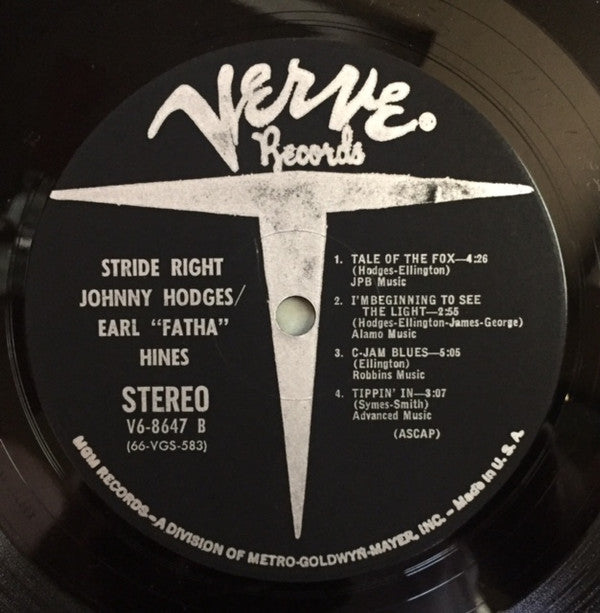 VERVE
Records
STRIDE RIGHT
JOHNNY HODGES/
EARL "FATHA"
HINES
STEREO
V6-8647 B
(66-VGS-583)
1. TALE OF THE FOX—4:26
(Hodges-Ellington)
JPB Music
2. I'MBEGINNING TO SEE
THE LIGHT—2:55
(Hodges-Ellington-James-George)
Alamo Music
3. C-JAM BLUES—5:05
(Ellington)
Robbins Music
4. TIPPIN' IN—3:07
(Symes-Smith)
Advanced Music
(ASCAP)
MGM RECORDS—A DIVISION OF METRO-GOLDWYN-MAYER, INC. – Made in U. S. A.